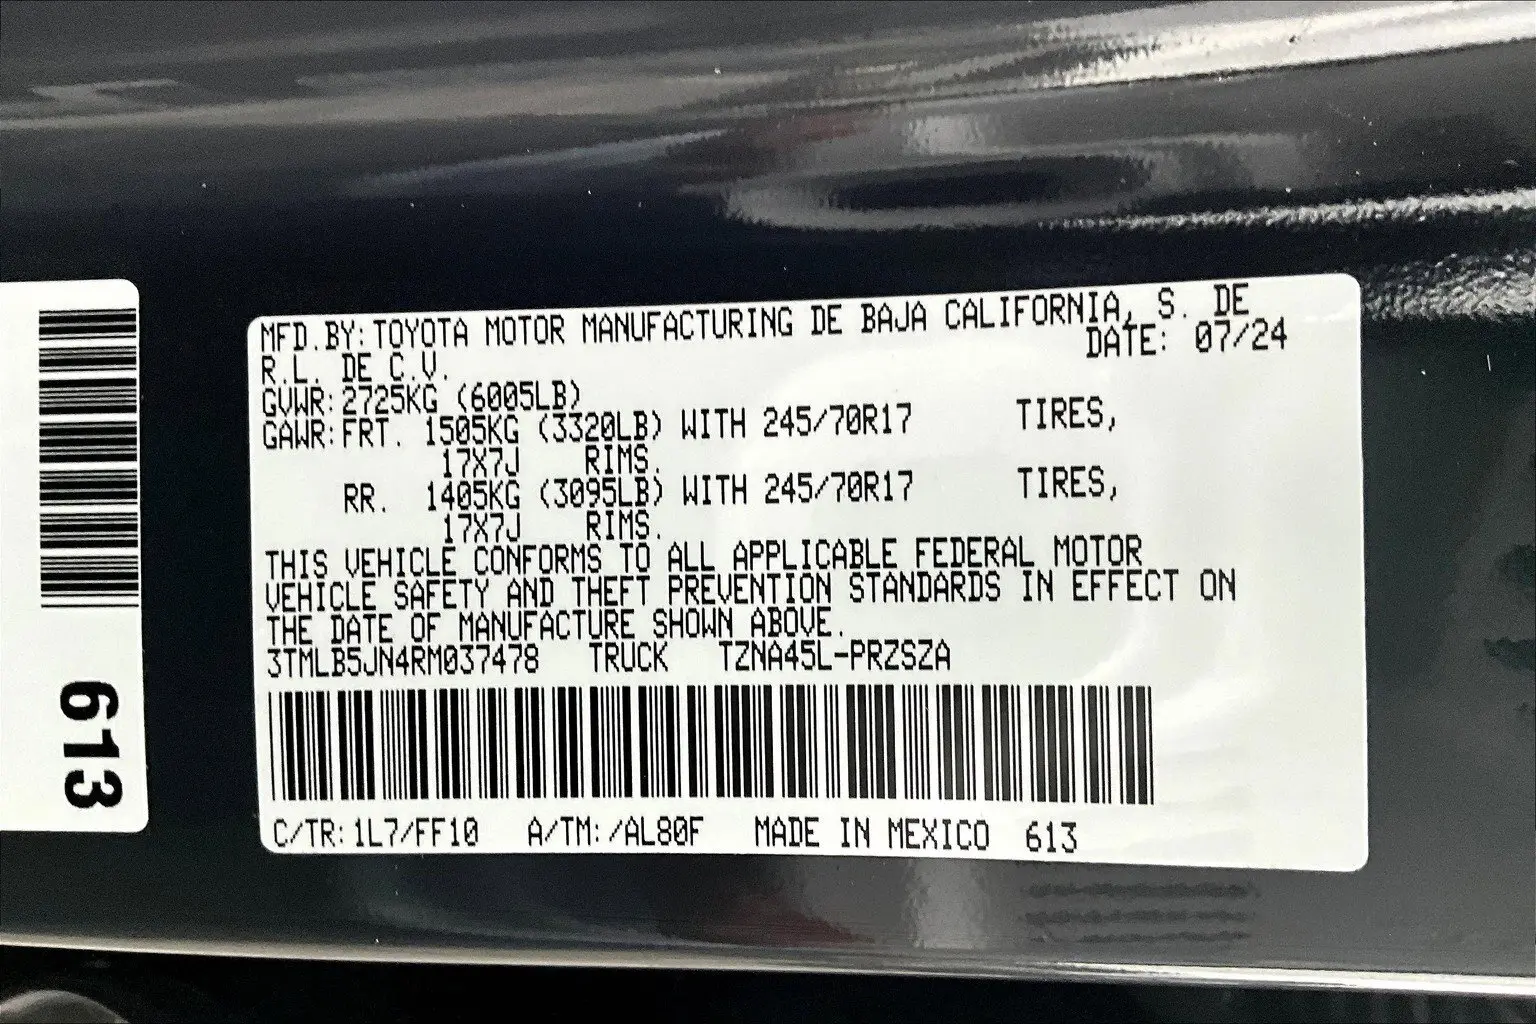 MFD.BY:TOYOTA MOTOR MANUFACTURING DE BAJA CALIFORNIA, S. DE
R.L. DE C.V. DATE: 07/24
GVWR:2725KG (6005LB)
GAWR:FRT. 1505KG (3320LB) WITH 245/70R17 TIRES,
17X7J RIMS.
RR. 1405KG (3095LB) WITH 245/70R17 TIRES,
17X7J RIMS.
THIS VEHICLE CONFORMS TO ALL APPLICABLE FEDERAL MOTOR
VEHICLE SAFETY AND THEFT PREVENTION STANDARDS IN EFFECT ON
THE DATE OF MANUFACTURE SHOWN ABOVE.
3TMLB5JN4RM037478 TRUCK TZNA45L-PRZSZA
C/TR:1L7/FF10 A/TM:/AL80F MADE IN MEXICO 613
613